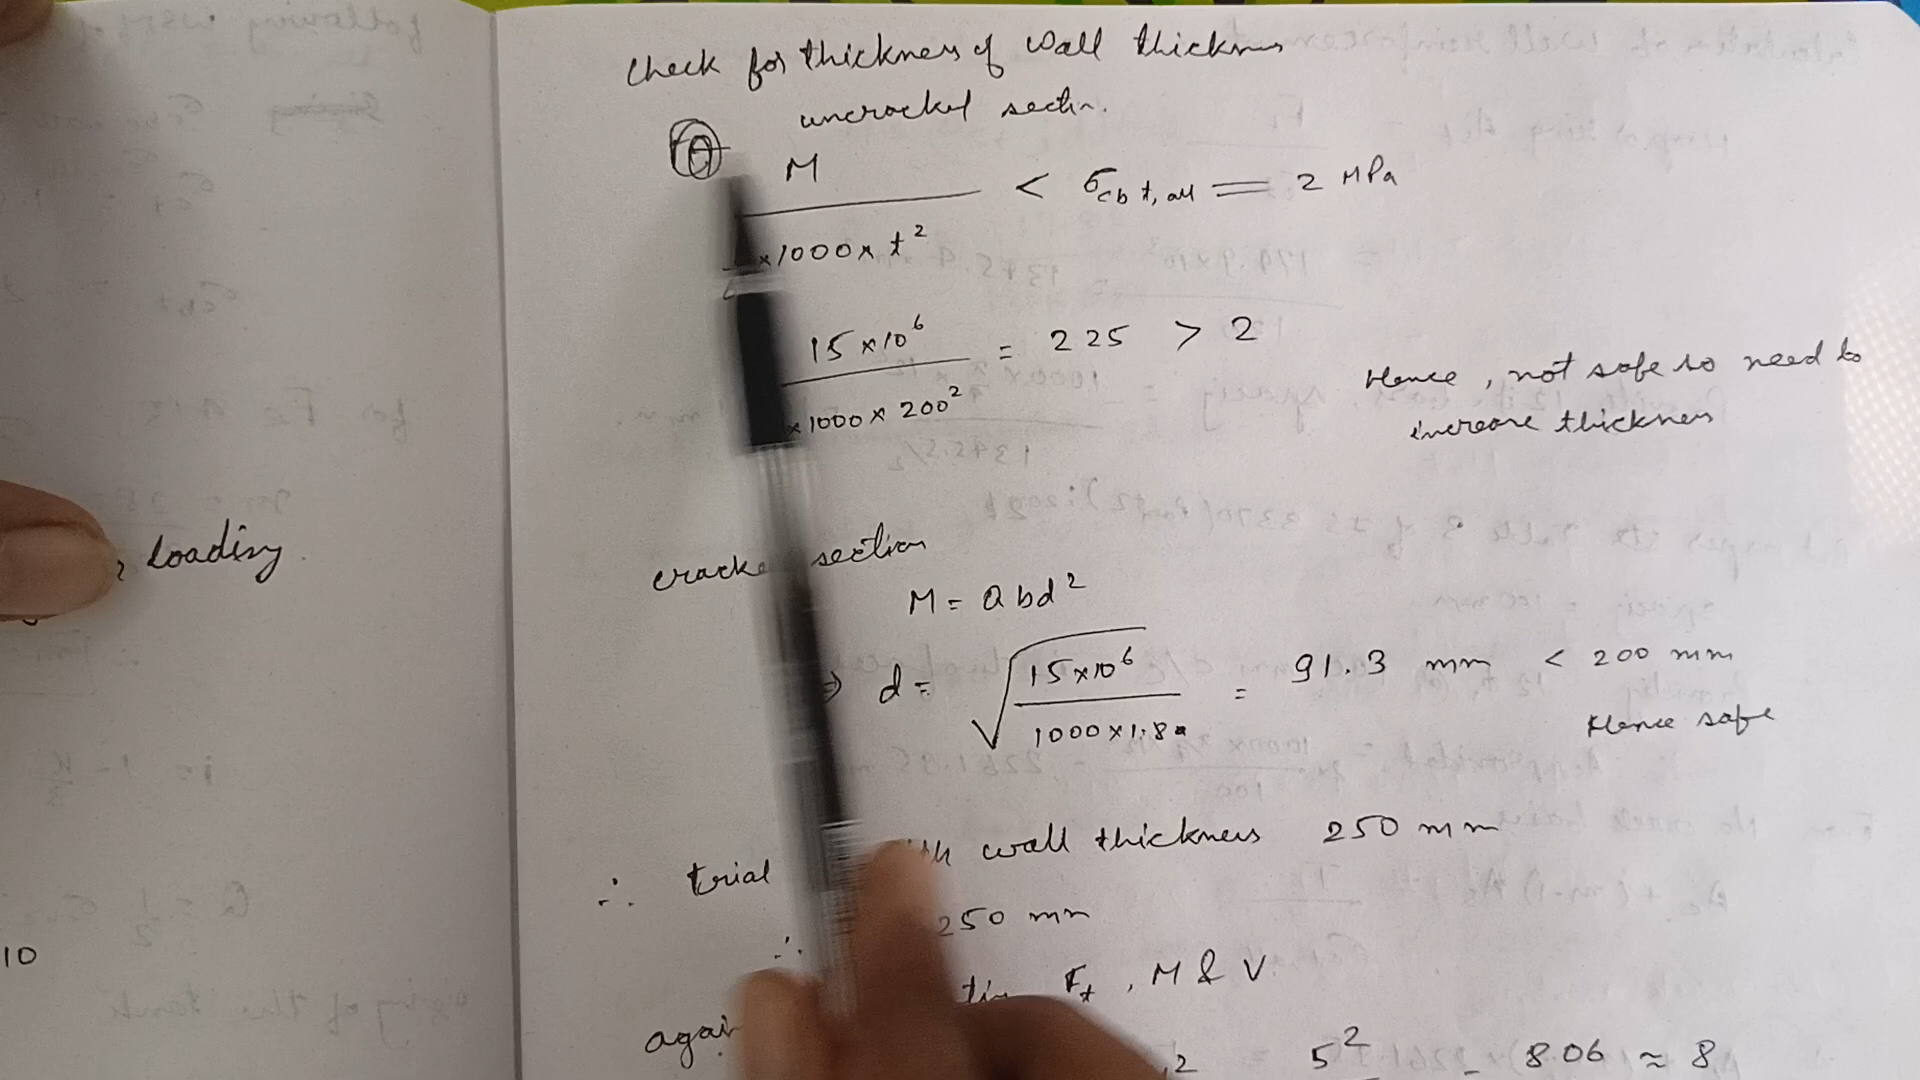 Check for thickness of wall thickness
uncracked section.
M
< σcbt, all = 2 MPa
×1000× t²
15×10⁶
= 225 > 2
×1000× 200²
Hence, not safe so need to
increase thickness
section
loading.
M = Qbd²
⇒ d = √ 15×10⁶ = 91.3 mm < 200 mm
1000×1.8
Hence safe
∴ trial wall thickness 250 mm
∴ 250 mm
Ft, M & V
5² 8.06 ≈ 8
10